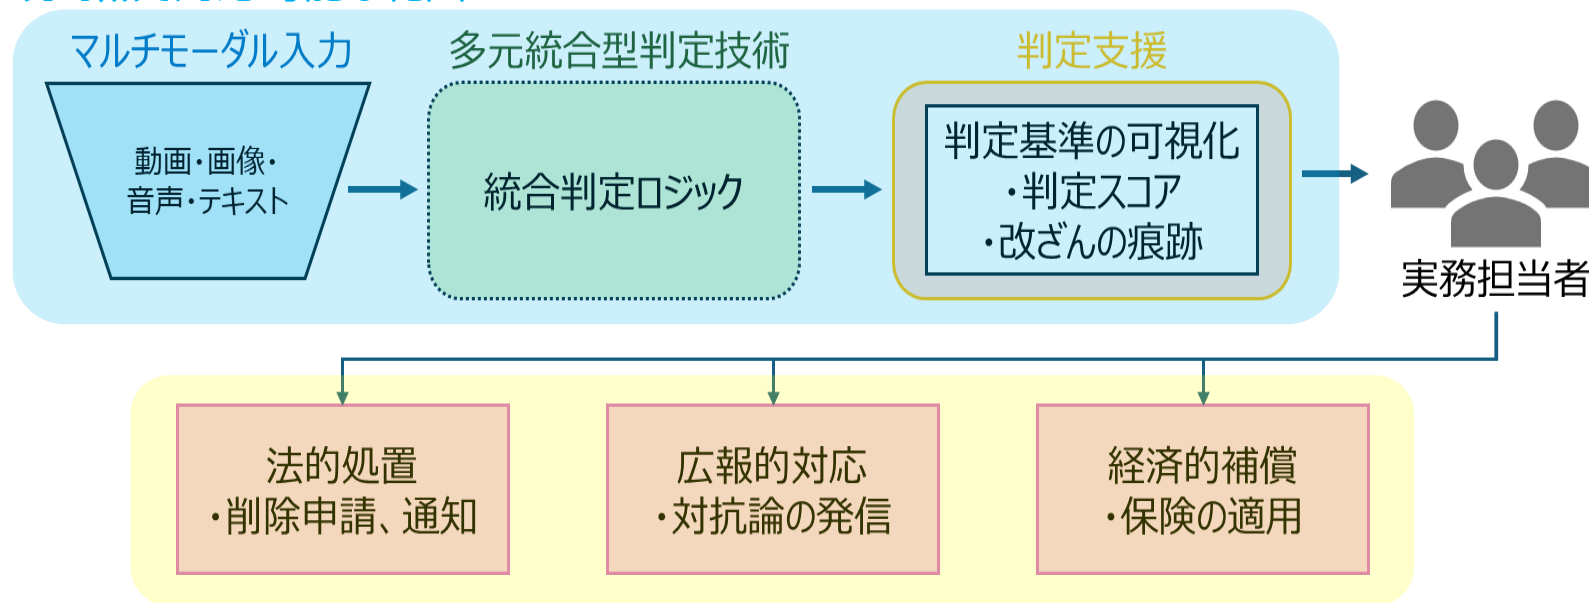 マルチモーダル入力
多元統合型判定技術
判定支援
動画・画像・
音声・テキスト
統合判定ロジック
判定基準の可視化
・判定スコア
・改ざんの痕跡
実務担当者
法的処置
・削除申請、通知
広報的対応
・対抗論の発信
経済的補償
・保険の適用